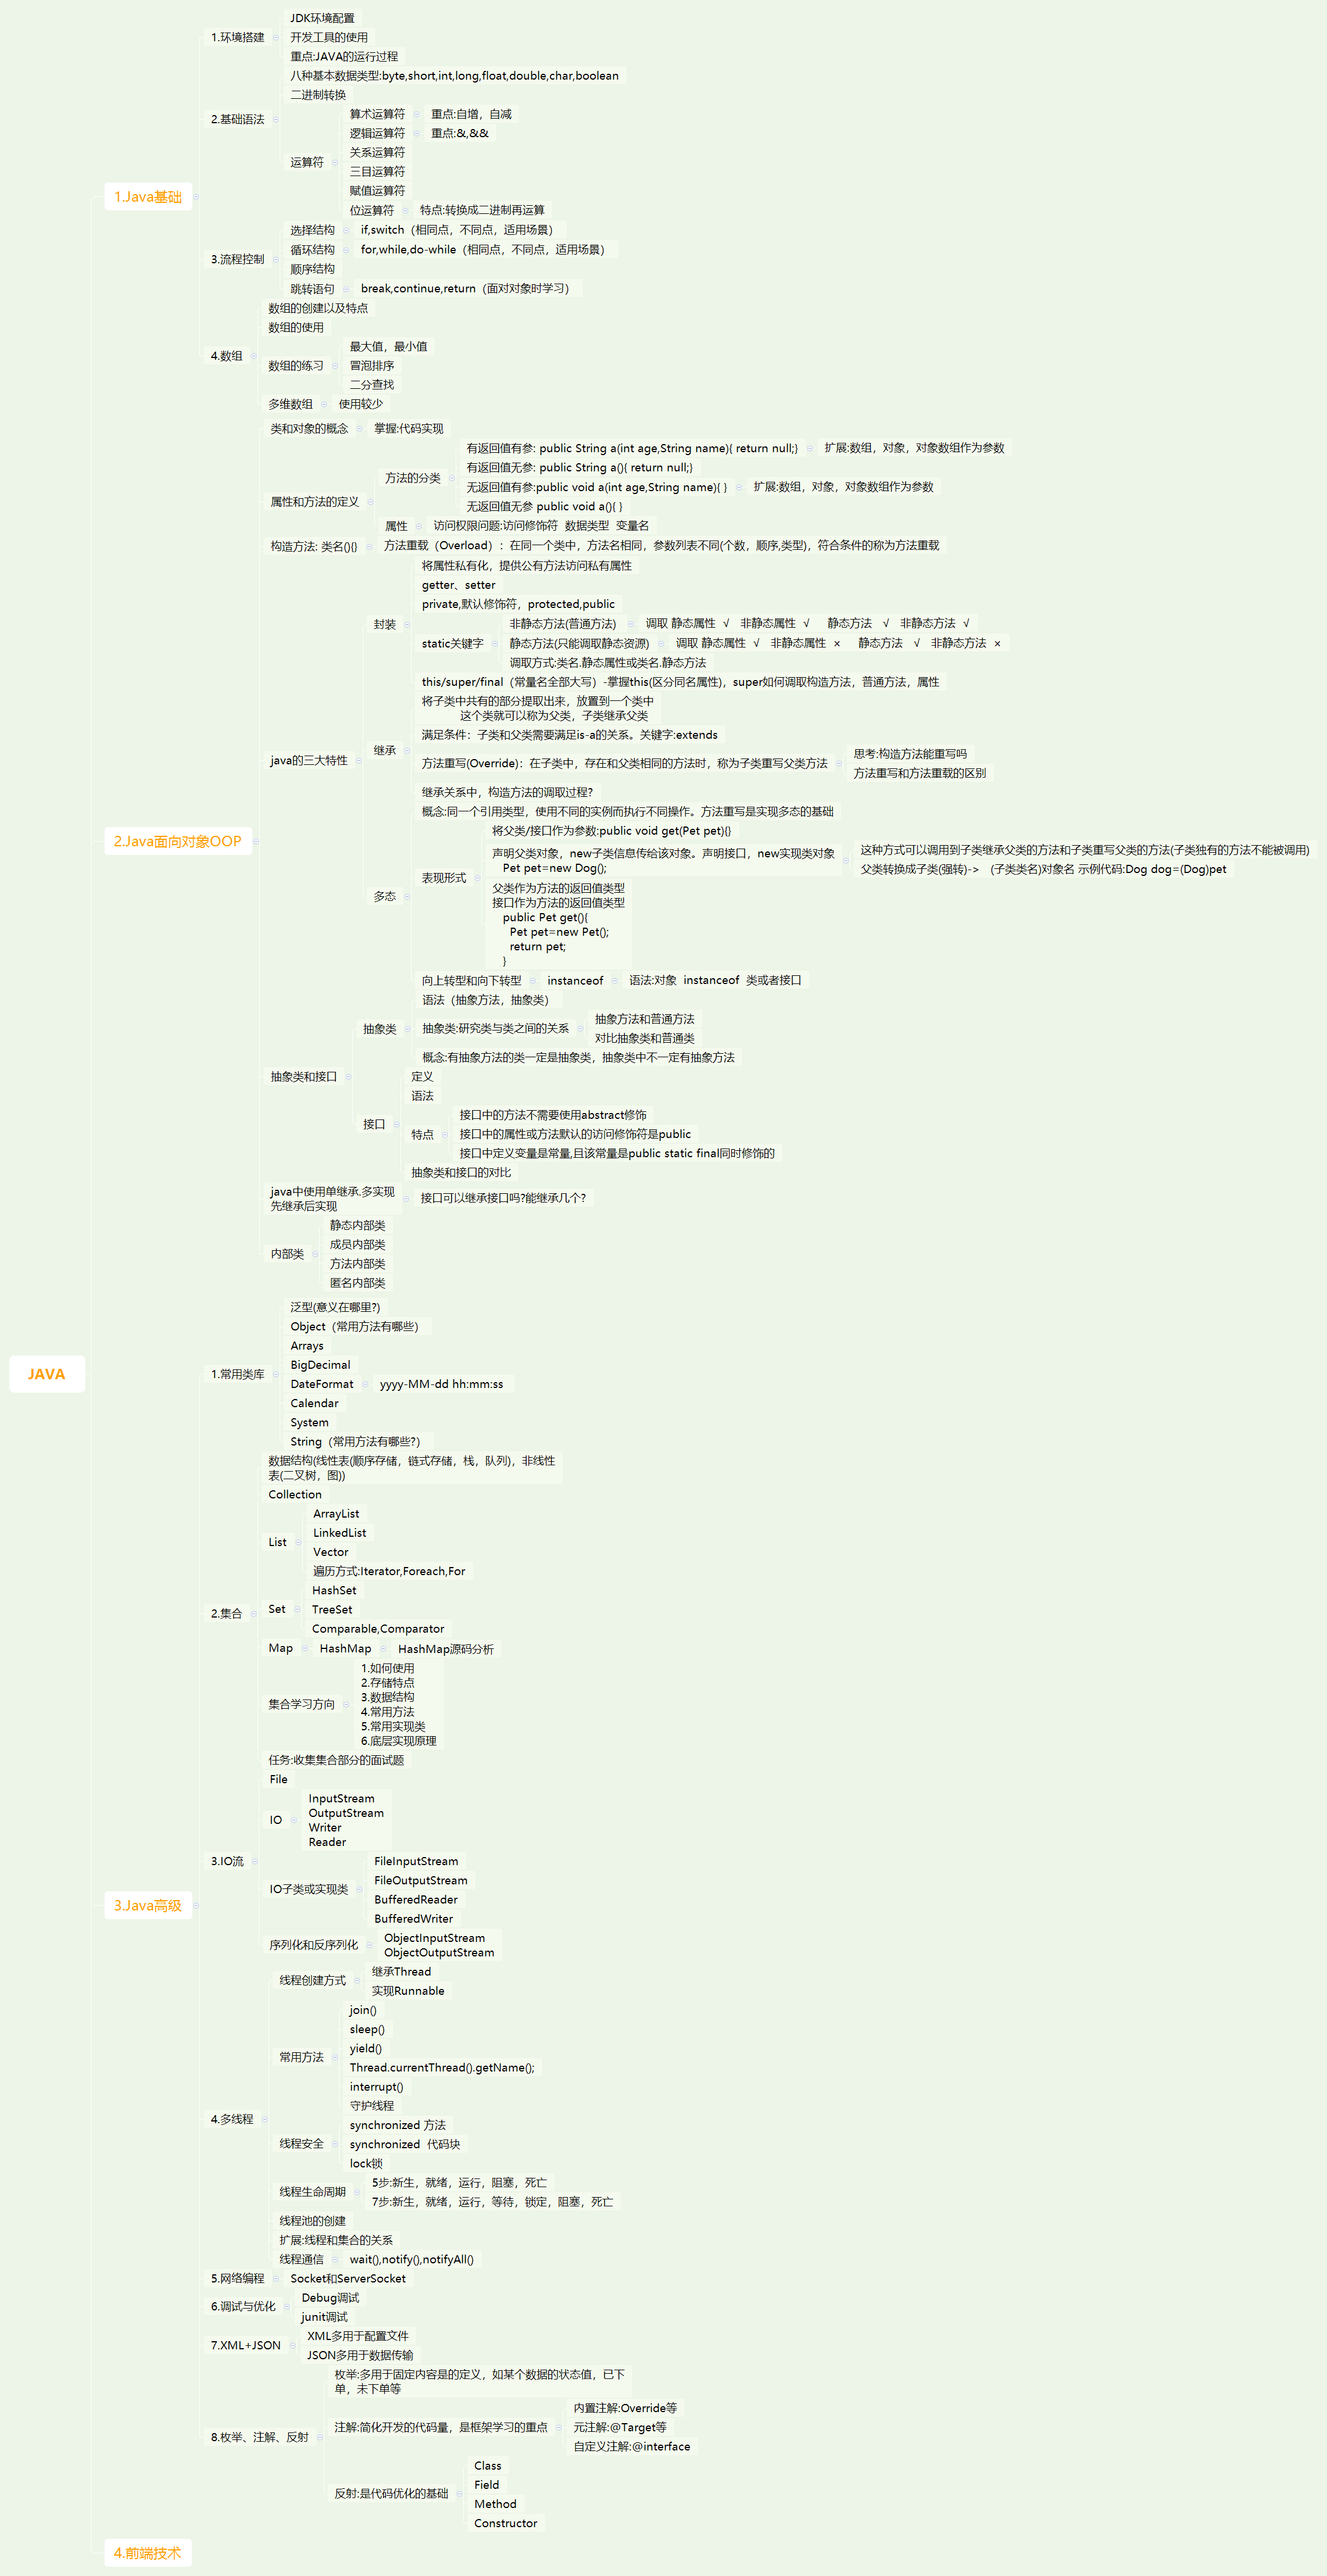 JAVA
1.Java基础
1.环境搭建
JDK环境配置
开发工具的使用
重点:JAVA的运行过程
2.基础语法
八种基本数据类型:byte,short,int,long,float,double,char,boolean
二进制转换
运算符
算术运算符
重点:自增，自减
逻辑运算符
重点:&,&&
关系运算符
三目运算符
赋值运算符
位运算符
特点:转换成二进制再运算
3.流程控制
选择结构
if,switch（相同点，不同点，适用场景）
循环结构
for,while,do-while（相同点，不同点，适用场景）
顺序结构
跳转语句
break,continue,return（面对对象时学习）
4.数组
数组的创建以及特点
数组的使用
数组的练习
最大值，最小值
冒泡排序
二分查找
多维数组
使用较少
2.Java面向对象OOP
类和对象的概念
掌握:代码实现
属性和方法的定义
方法的分类
有返回值有参: public String a(int age,String name){ return null;}
扩展:数组，对象，对象数组作为参数
有返回值无参: public String a(){ return null;}
无返回值有参:public void a(int age,String name){ }
扩展:数组，对象，对象数组作为参数
无返回值无参 public void a(){ }
属性
访问权限问题:访问修饰符 数据类型 变量名
构造方法: 类名(){}
方法重载（Overload）：在同一个类中，方法名相同，参数列表不同(个数，顺序,类型)，符合条件的称为方法重载
java的三大特性
封装
将属性私有化，提供公有方法访问私有属性
getter、setter
private,默认修饰符，protected,public
static关键字
非静态方法(普通方法)
调取 静态属性 √ 非静态属性 √ 静态方法 √ 非静态方法 √
静态方法(只能调取静态资源)
调取 静态属性 √ 非静态属性 × 静态方法 √ 非静态方法 ×
调取方式:类名.静态属性或类名.静态方法
this/super/final（常量名全部大写）-掌握this(区分同名属性)，super如何调取构造方法，普通方法，属性
继承
将子类中共有的部分提取出来，放置到一个类中
这个类就可以称为父类，子类继承父类
满足条件：子类和父类需要满足is-a的关系。关键字:extends
方法重写(Override)：在子类中，存在和父类相同的方法时，称为子类重写父类方法
思考:构造方法能重写吗
方法重写和方法重载的区别
继承关系中，构造方法的调取过程?
多态
概念:同一个引用类型，使用不同的实例而执行不同操作。方法重写是实现多态的基础
表现形式
将父类/接口作为参数:public void get(Pet pet){}
声明父类对象，new子类信息传给该对象。声明接口，new实现类对象
Pet pet=new Dog();
这种方式可以调用到子类继承父类的方法和子类重写父类的方法(子类独有的方法不能被调用)
父类转换成子类(强转)-> (子类类名)对象名 示例代码:Dog dog=(Dog)pet
父类作为方法的返回值类型
接口作为方法的返回值类型
public Pet get(){
Pet pet=new Pet();
return pet;
}
向上转型和向下转型
instanceof
语法:对象 instanceof 类或者接口
抽象类和接口
抽象类
语法（抽象方法，抽象类）
抽象类:研究类与类之间的关系
抽象方法和普通方法
对比抽象类和普通类
概念:有抽象方法的类一定是抽象类，抽象类中不一定有抽象方法
接口
定义
语法
特点
接口中的方法不需要使用abstract修饰
接口中的属性或方法默认的访问修饰符是public
接口中定义变量是常量,且该常量是public static final同时修饰的
抽象类和接口的对比
java中使用单继承.多实现
先继承后实现
接口可以继承接口吗?能继承几个?
内部类
静态内部类
成员内部类
方法内部类
匿名内部类
3.Java高级
1.常用类库
泛型(意义在哪里?)
Object（常用方法有哪些）
Arrays
BigDecimal
DateFormat
yyyy-MM-dd hh:mm:ss
Calendar
System
String（常用方法有哪些?）
2.集合
数据结构(线性表(顺序存储，链式存储，栈，队列)，非线性
表(二叉树，图))
Collection
List
ArrayList
LinkedList
Vector
遍历方式:Iterator,Foreach,For
Set
HashSet
TreeSet
Comparable,Comparator
Map
HashMap
HashMap源码分析
集合学习方向
1.如何使用
2.存储特点
3.数据结构
4.常用方法
5.常用实现类
6.底层实现原理
任务:收集集合部分的面试题
3.IO流
File
IO
InputStream
OutputStream
Writer
Reader
IO子类或实现类
FileInputStream
FileOutputStream
BufferedReader
BufferedWriter
序列化和反序列化
ObjectInputStream
ObjectOutputStream
4.多线程
线程创建方式
继承Thread
实现Runnable
常用方法
join()
sleep()
yield()
Thread.currentThread().getName();
interrupt()
守护线程
线程安全
synchronized 方法
synchronized 代码块
lock锁
线程生命周期
5步:新生，就绪，运行，阻塞，死亡
7步:新生，就绪，运行，等待，锁定，阻塞，死亡
线程池的创建
扩展:线程和集合的关系
线程通信
wait(),notify(),notifyAll()
5.网络编程
Socket和ServerSocket
6.调试与优化
Debug调试
junit调试
7.XML+JSON
XML多用于配置文件
JSON多用于数据传输
8.枚举、注解、反射
枚举:多用于固定内容是的定义，如某个数据的状态值，已下
单，未下单等
注解:简化开发的代码量，是框架学习的重点
内置注解:Override等
元注解:@Target等
自定义注解:@interface
反射:是代码优化的基础
Class
Field
Method
Constructor
4.前端技术